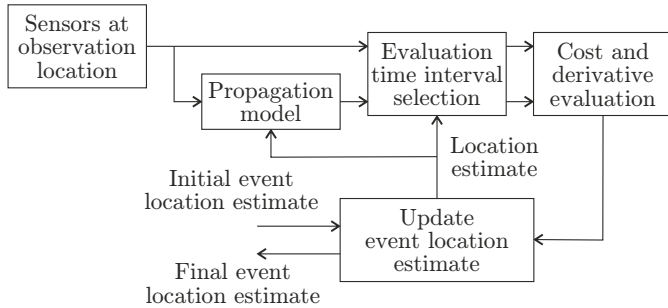 Sensors at
observation
location
Propagation
model
Evaluation
time interval
selection
Cost and
derivative
evaluation
Location
estimate
Initial event
location estimate
Update
event location
estimate
Final event
location estimate